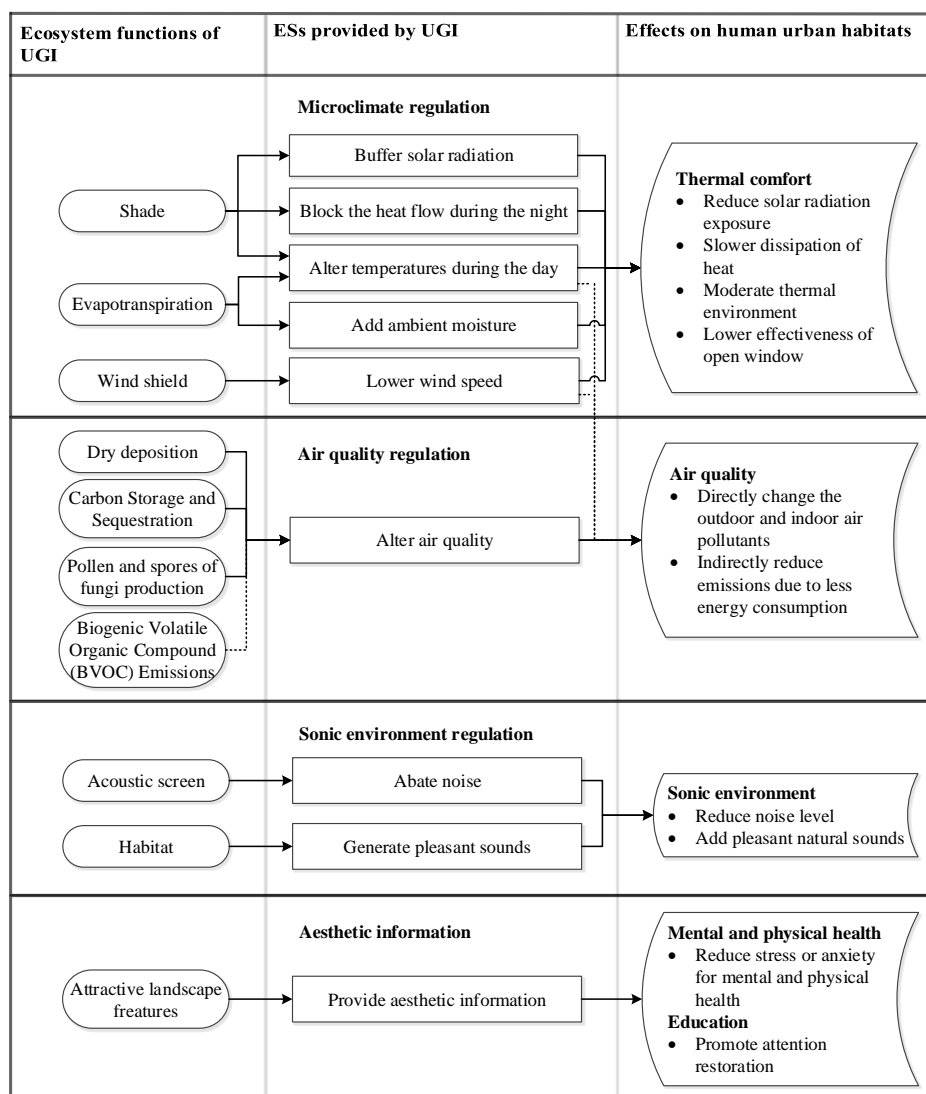 Ecosystem functions of
UGI
ESs provided by UGI
Effects on human urban habitats
Microclimate regulation
Shade
Evapotranspiration
Wind shield
Buffer solar radiation
Block the heat flow during the night
Alter temperatures during the day
Add ambient moisture
Lower wind speed
Thermal comfort
• Reduce solar radiation
exposure
• Slower dissipation of
heat
• Moderate thermal
environment
• Lower effectiveness of
open window
Air quality regulation
Dry deposition
Carbon Storage and
Sequestration
Pollen and spores of
fungi production
Biogenic Volatile
Organic Compound
(BVOC) Emissions
Alter air quality
Air quality
• Directly change the
outdoor and indoor air
pollutants
• Indirectly reduce
emissions due to less
energy consumption
Sonic environment regulation
Acoustic screen
Habitat
Abate noise
Generate pleasant sounds
Sonic environment
• Reduce noise level
• Add pleasant natural sounds
Aesthetic information
Attractive landscape
freatures
Provide aesthetic information
Mental and physical health
• Reduce stress or anxiety
for mental and physical
health
Education
• Promote attention
restoration